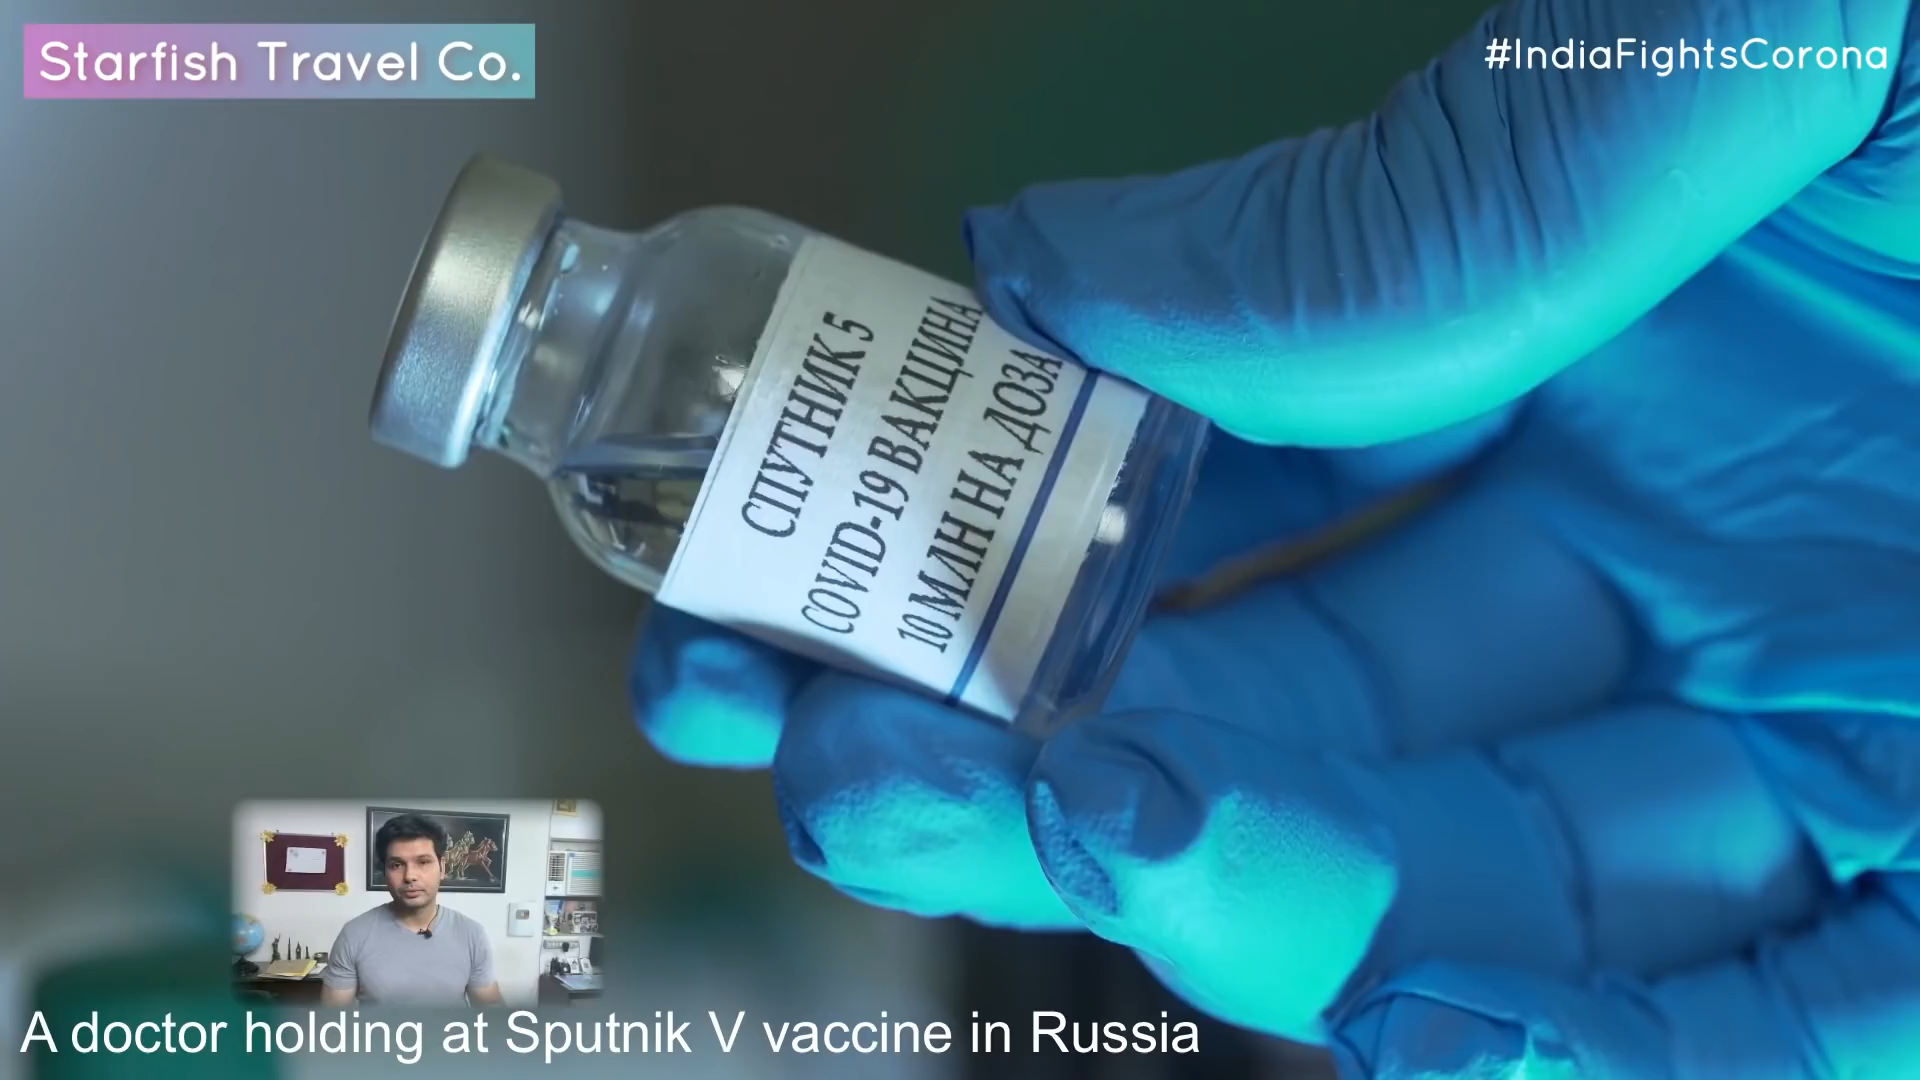 Starfish Travel Co.
#IndiaFightsCorona
СПУТНИК 5
COVID-19 ВАКЦИНА
10 МЛН НА ДОЗА
A doctor holding at Sputnik V vaccine in Russia